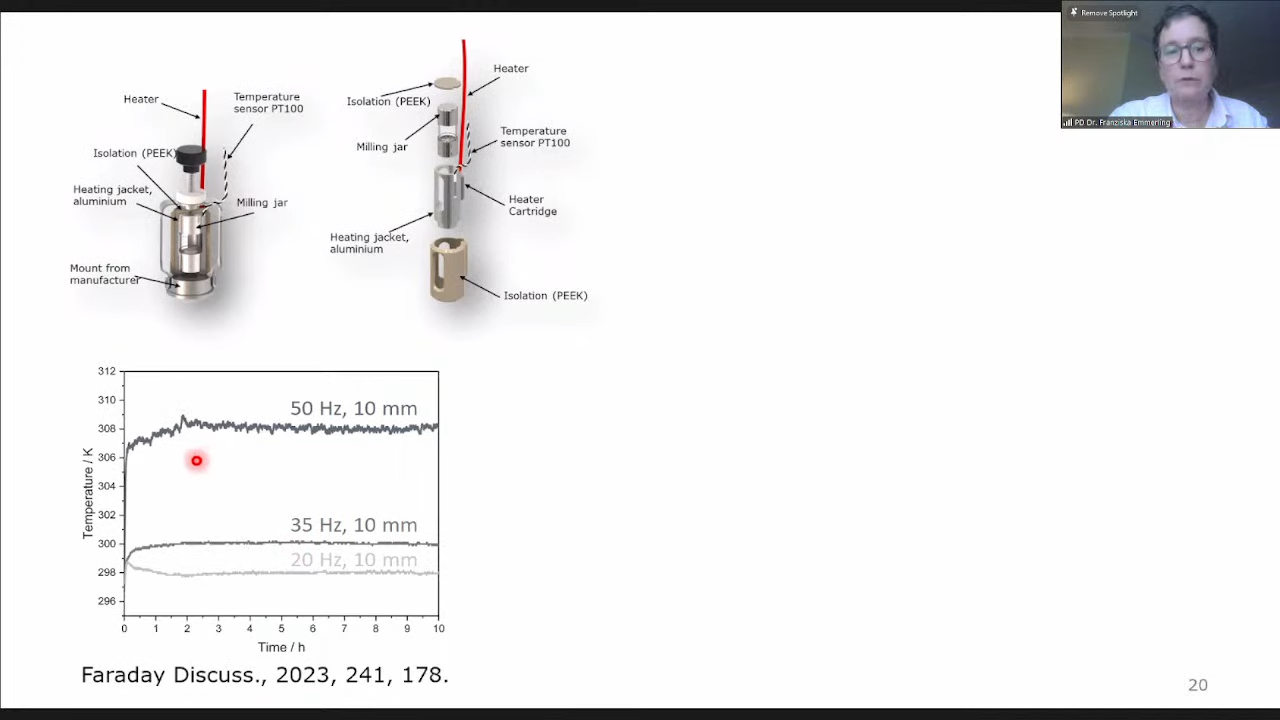 Remove Spotlight
PD Dr. Franziska Emmerling
Heater
Temperature
sensor PT100
Isolation (PEEK)
Heating jacket,
aluminium
Milling jar
Mount from
manufacturer
Heater
Isolation (PEEK)
Temperature
sensor PT100
Milling jar
Heater
Cartridge
Heating jacket,
aluminium
Isolation (PEEK)
312
310
308
306
304
302
300
298
296
Temperature / K
50 Hz, 10 mm
35 Hz, 10 mm
20 Hz, 10 mm
0 1 2 3 4 5 6 7 8 9 10
Time / h
Faraday Discuss., 2023, 241, 178.
20